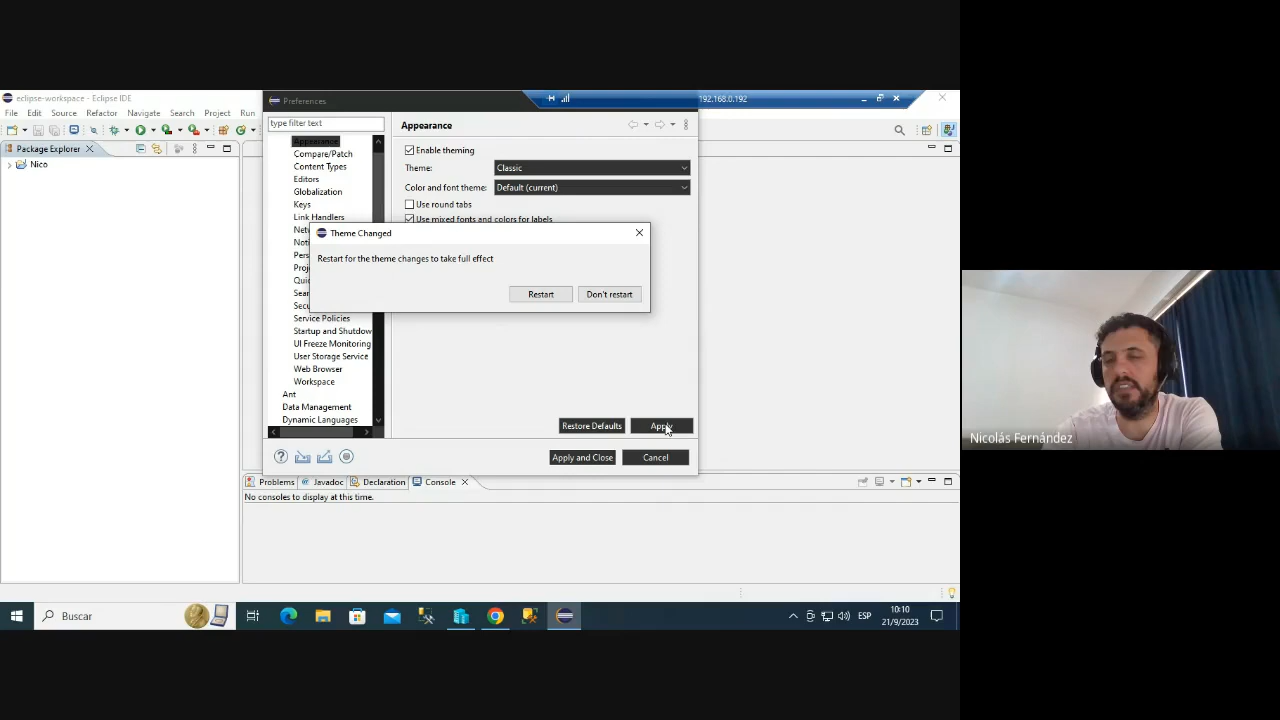 eclipse-workspace - Eclipse IDE
File Edit Source Refactor Navigate Search Project Run
Package Explorer
Nico
Preferences
192.168.0.192
type filter text
Appearance
Compare/Patch
Content Types
Editors
Globalization
Keys
Link Handlers
Service Policies
Startup and Shutdow
UI Freeze Monitoring
User Storage Service
Web Browser
Workspace
Ant
Data Management
Dynamic Languages
Appearance
Enable theming
Theme: Classic
Color and font theme: Default (current)
Use round tabs
Use mixed fonts and colors for labels
Theme Changed
Restart for the theme changes to take full effect
Restart Don't restart
Restore Defaults Apply
Apply and Close Cancel
Problems Javadoc Declaration Console
No consoles to display at this time.
Buscar
ESP
10:10
21/9/2023
Nicolás Fernández